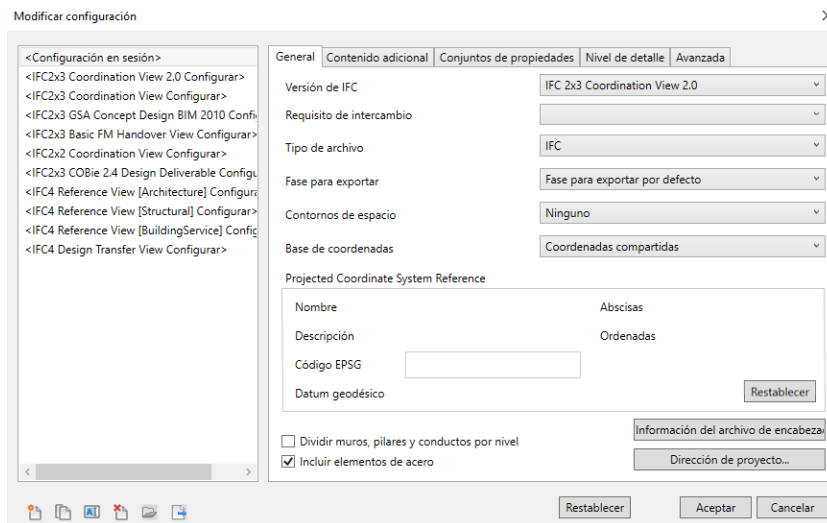 Modificar configuración
<Configuración en sesión>
<IFC2x3 Coordination View 2.0 Configurar>
<IFC2x3 Coordination View Configurar>
<IFC2x3 GSA Concept Design BIM 2010 Confi
<IFC2x3 Basic FM Handover View Configurar>
<IFC2x2 Coordination View Configurar>
<IFC2x3 COBie 2.4 Design Deliverable Configu
<IFC4 Reference View [Architecture] Configura
<IFC4 Reference View [Structural] Configurar>
<IFC4 Reference View [BuildingService] Config
<IFC4 Design Transfer View Configurar>
General Contenido adicional Conjuntos de propiedades Nivel de detalle Avanzada
Versión de IFC IFC 2x3 Coordination View 2.0
Requisito de intercambio
Tipo de archivo IFC
Fase para exportar Fase para exportar por defecto
Contornos de espacio Ninguno
Base de coordenadas Coordenadas compartidas
Projected Coordinate System Reference
Nombre Abscisas
Descripción Ordenadas
Código EPSG
Datum geodésico Restablecer
Información del archivo de encabeza
Dividir muros, pilares y conductos por nivel
Incluir elementos de acero Dirección de proyecto...
Restablecer Aceptar Cancelar